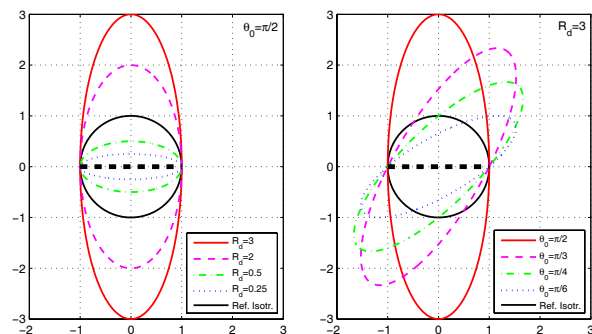 θ₀=π/2
3
2
1
0
−1
−2
−3
−2 −1 0 1 2 3
R_d=3
R_d=2
R_d=0.5
R_d=0.25
Ref. Isotr.
R_d=3
3
2
1
0
−1
−2
−3
−2 −1 0 1 2 3
θ₀=π/2
θ₀=π/3
θ₀=π/4
θ₀=π/6
Ref. Isotr.